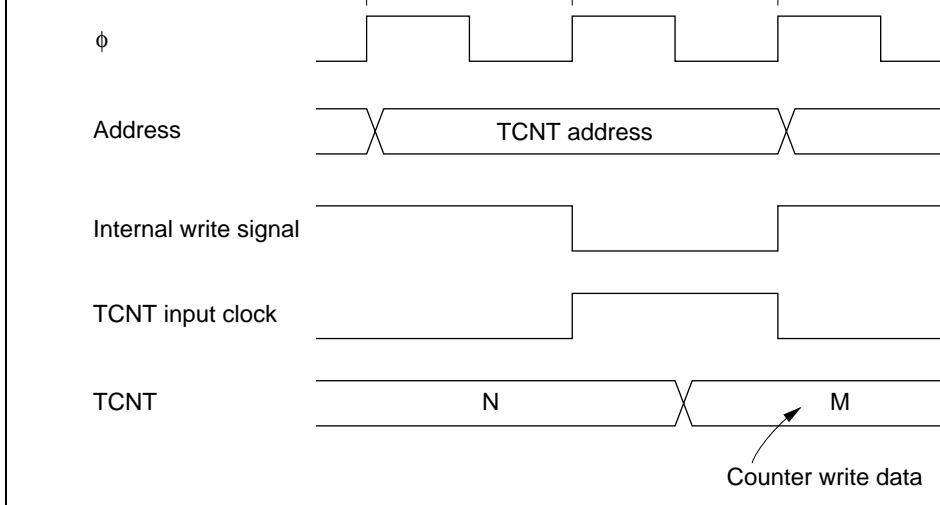 ϕ
Address
TCNT address
Internal write signal
TCNT input clock
TCNT
N
M
Counter write data